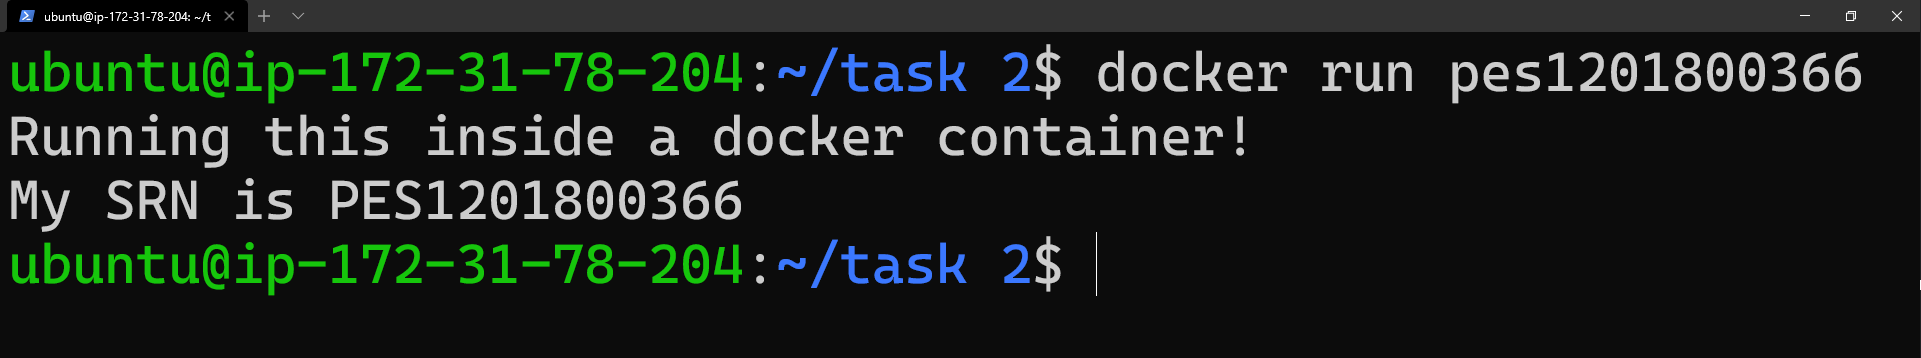 ubuntu@ip-172-31-78-204: ~/t
ubuntu@ip-172-31-78-204:~/task 2$ docker run pes1201800366
Running this inside a docker container!
My SRN is PES1201800366
ubuntu@ip-172-31-78-204:~/task 2$